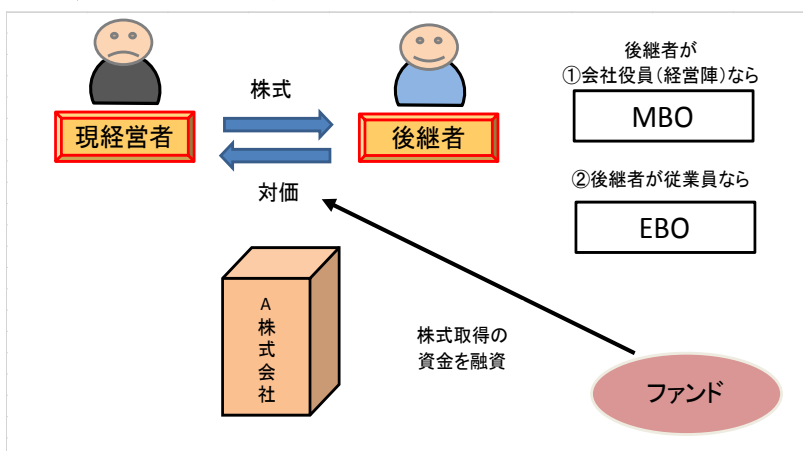 株式
現経営者
後継者
対価
後継者が
①会社役員(経営陣)なら
MBO
②後継者が従業員なら
EBO
A
株
式
会
社
株式取得の
資金を融資
ファンド